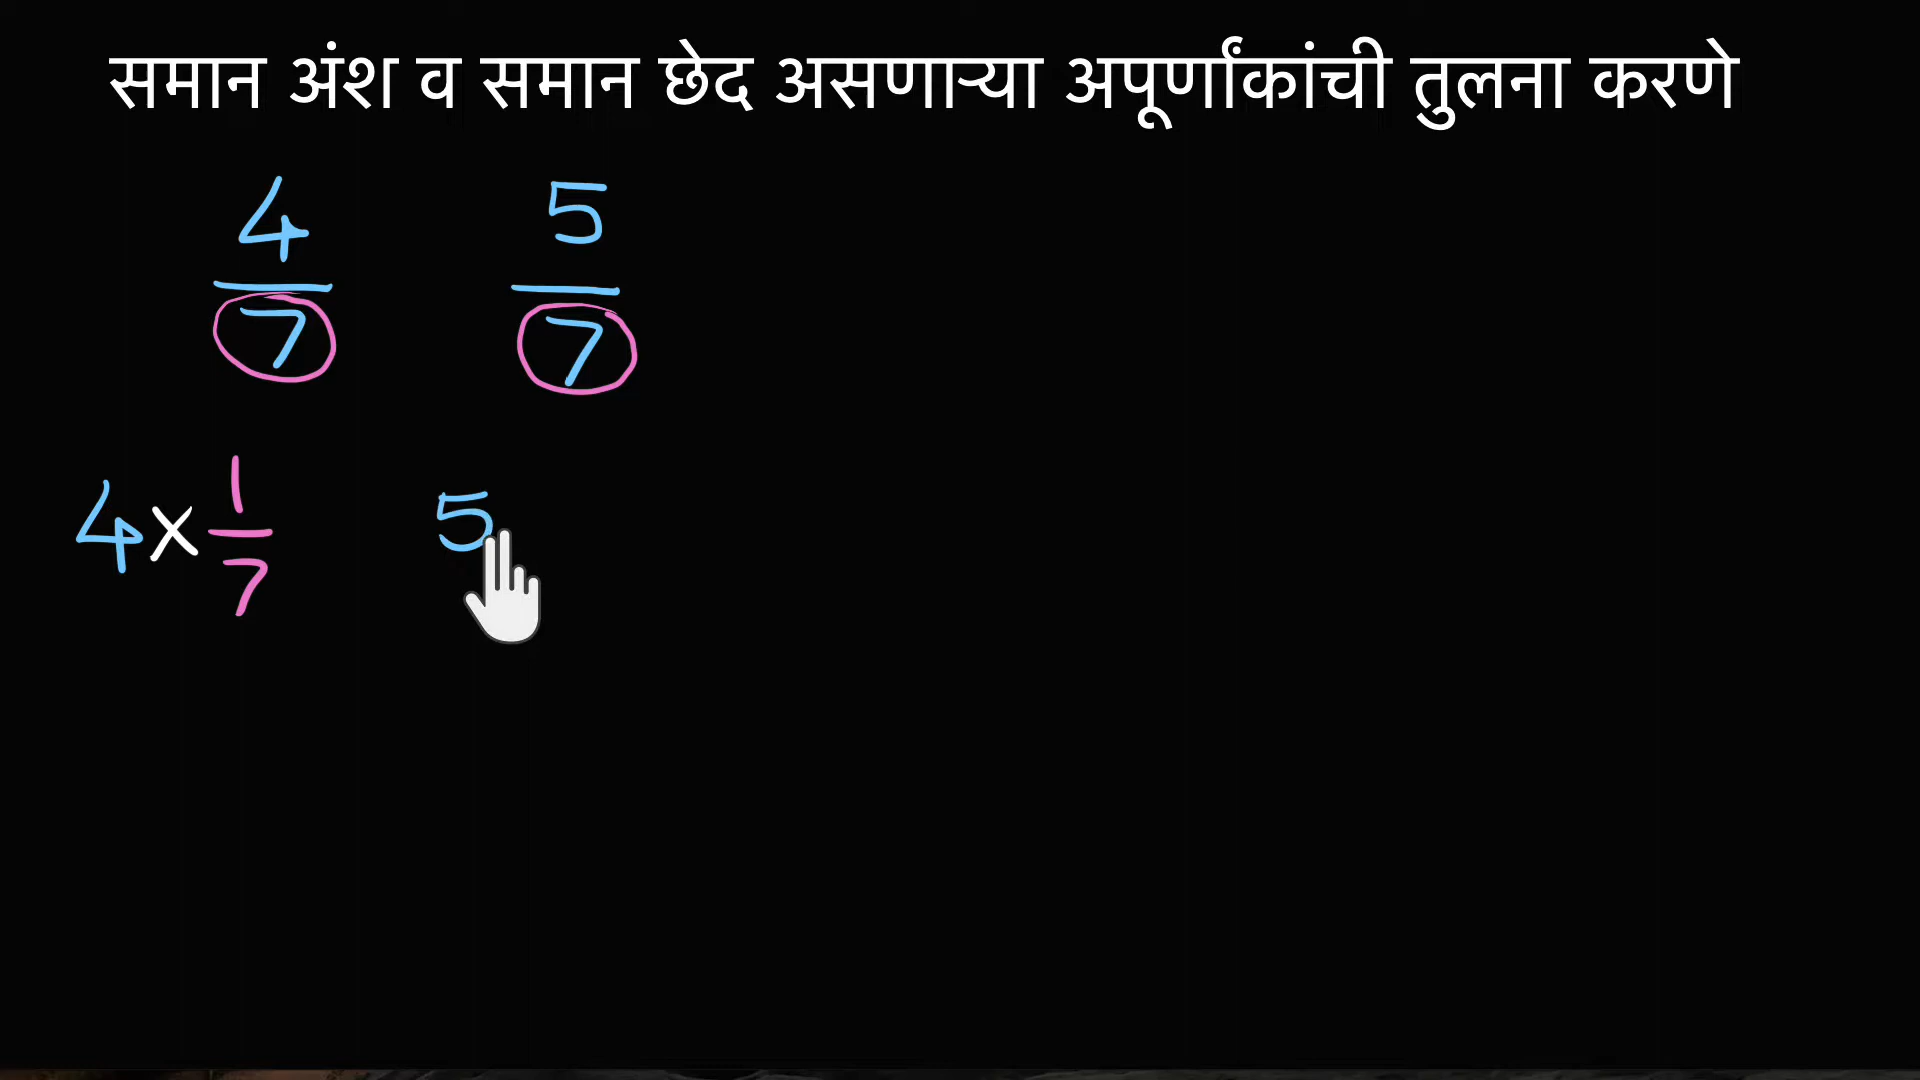 समान अंश व समान छेद असणाऱ्या अपूर्णांकांची तुलना करणे
4/7 5/7
4 x 1/7 5